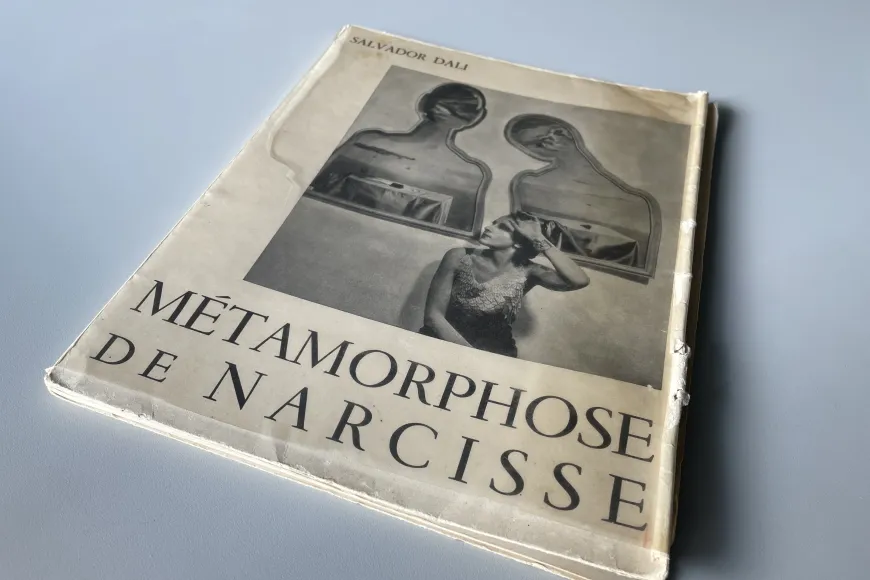 SALVADOR DALI
MÉTAMORPHOSE
DE NARCISSE